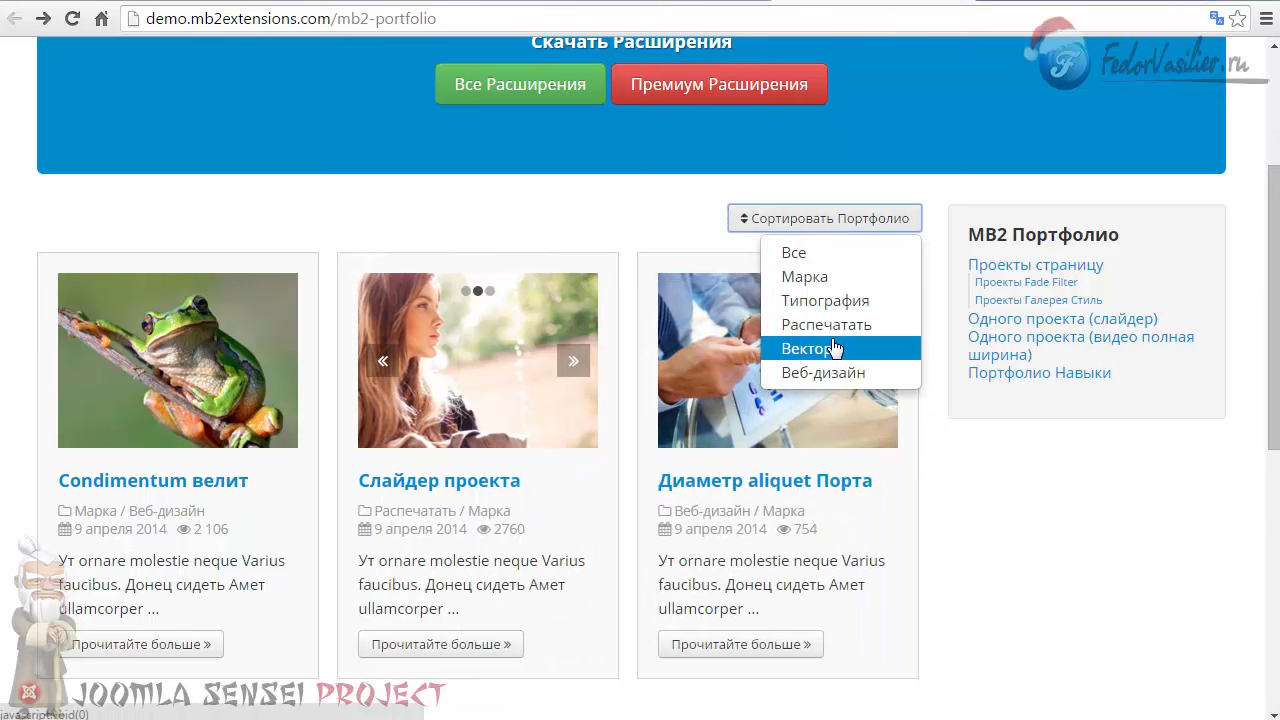 demo.mb2extensions.com/mb2-portfolio
FedorVasilier.ru
Скачать Расширения
Все Расширения
Премиум Расширения
Сортировать Портфолио
Все
Марка
Типография
Распечатать
Вектор
Веб-дизайн
МВ2 Портфолио
Проекты страницу
Проекты Fade Filter
Проекты Галерея Стиль
Одного проекта (слайдер)
Одного проекта (видео полная
ширина)
Портфолио Навыки
Condimentum велит
Марка / Веб-дизайн
9 апреля 2014 2 106
Ут ornare molestie neque Varius
faucibus. Донец сидеть Амет
ullamcorper ...
Прочитайте больше »
Слайдер проекта
Распечатать / Марка
9 апреля 2014 2760
Ут ornare molestie neque Varius
faucibus. Донец сидеть Амет
ullamcorper ...
Прочитайте больше »
Диаметр aliquet Порта
Веб-дизайн / Марка
9 апреля 2014 754
Ут ornare molestie neque Varius
faucibus. Донец сидеть Амет
ullamcorper ...
Прочитайте больше »
JOOMLA SENSEI PROJECT
javascript:void(0)